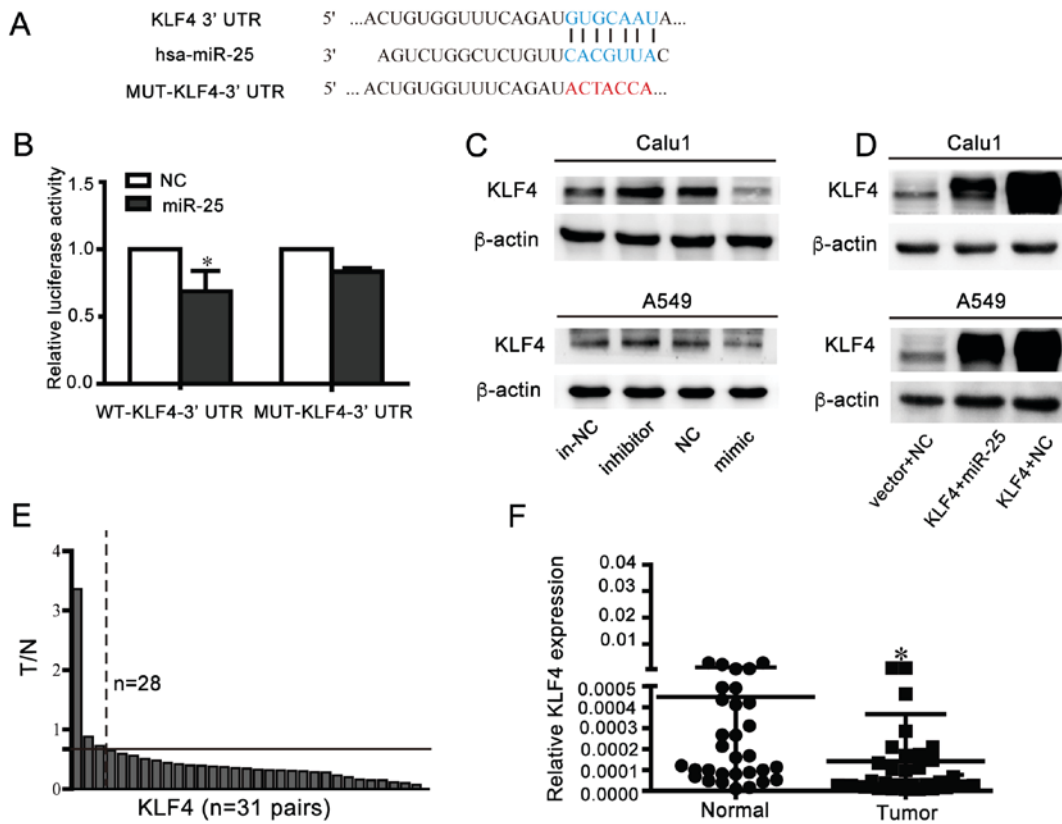 A
KLF4 3' UTR 5' ...ACUGUGGUUUCAGAUGUGCAAUA...
hsa-miR-25 3' AGUCUGGCUCUGUUCACGUUAC
MUT-KLF4-3' UTR 5' ...ACUGUGGUUUCAGAUACTACCA...
B
Relative luciferase activity
1.5
1.0
0.5
0.0
NC
miR-25
*
WT-KLF4-3' UTR MUT-KLF4-3' UTR
C
Calu1
KLF4
β-actin
A549
KLF4
β-actin
in-NC inhibitor NC mimic
D
Calu1
KLF4
β-actin
A549
KLF4
β-actin
vector+NC KLF4+miR-25 KLF4+NC
E
T/N
4
3
2
1
0
n=28
KLF4 (n=31 pairs)
F
Relative KLF4 expression
0.04
0.03
0.02
0.01
0.0005
0.0004
0.0003
0.0002
0.0001
0.0000
*
Normal Tumor